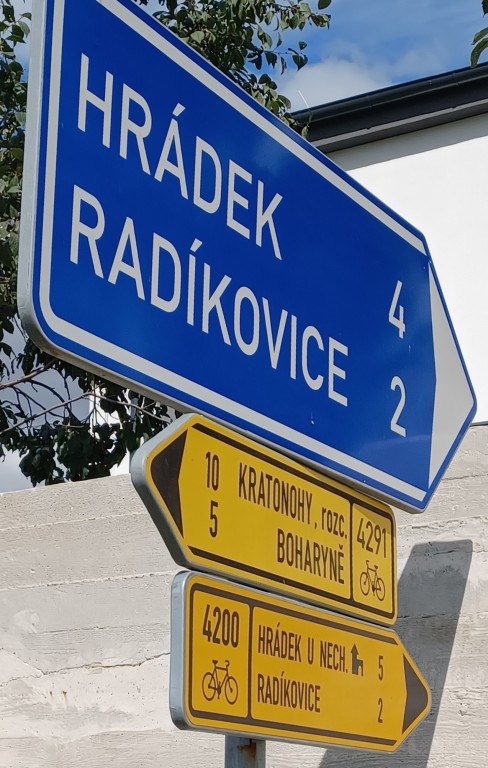 HRÁDEK 4
RADÍKOVICE 2
10 KRATONOHY, rozc. 4291
5 BOHARYNĚ
4200 HRÁDEK U NECH. 5
RADÍKOVICE 2